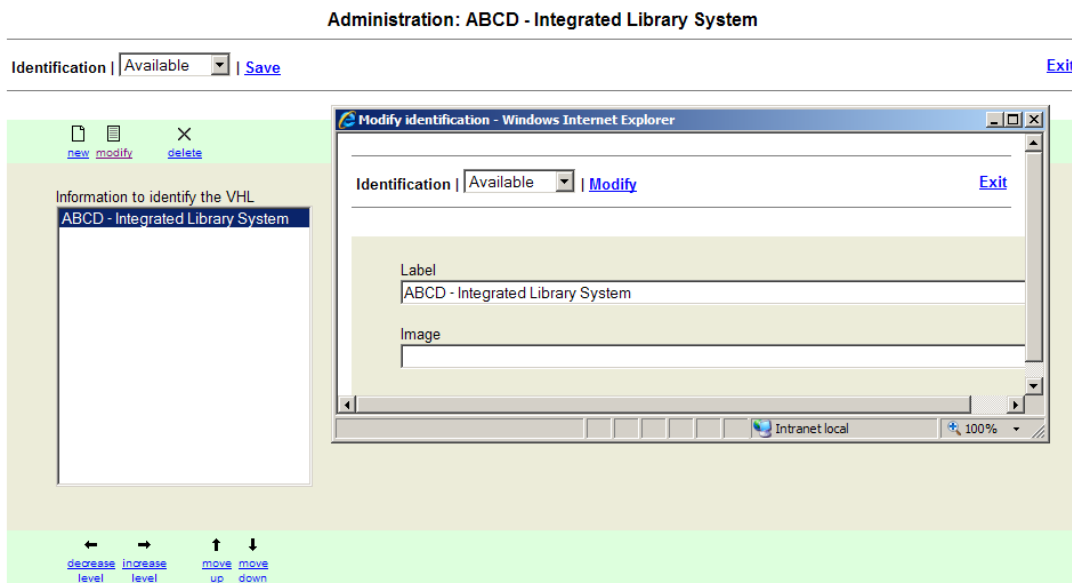 Administration: ABCD - Integrated Library System
Identification | Available | Save
Exit
new modify delete
Information to identify the VHL
ABCD - Integrated Library System
Modify identification - Windows Internet Explorer
Identification | Available | Modify
Exit
Label
ABCD - Integrated Library System
Image
Intranet local
100%
decrease level
increase level
move up
move down